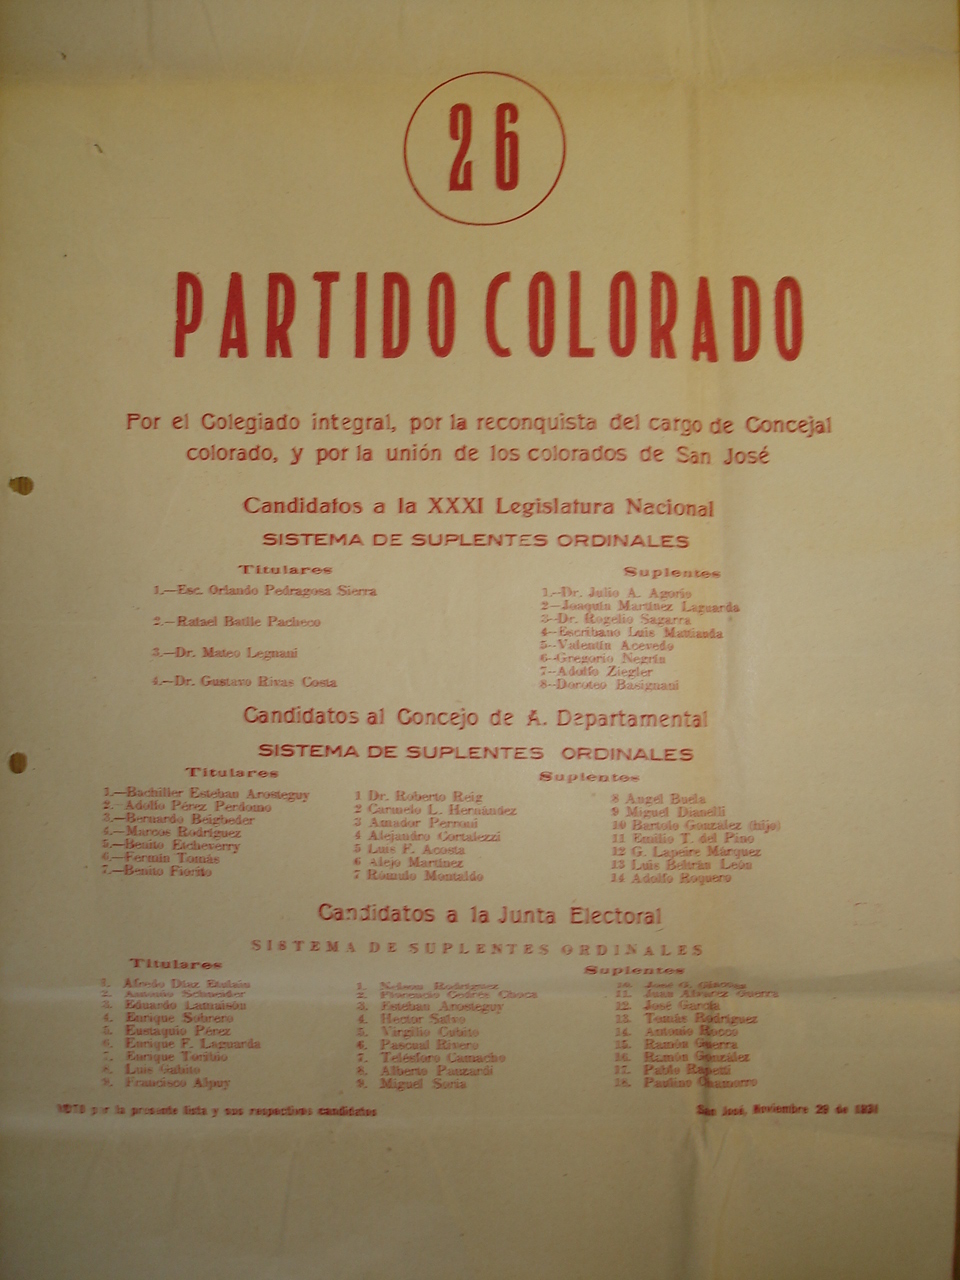 26
PARTIDO COLORADO
Por el Colegiado integral, por la reconquista del cargo de Concejal
colorado, y por la unión de los colorados de San José
Candidatos a la XXXI Legislatura Nacional
SISTEMA DE SUPLENTES ORDINALES
Titulares
1.—Esc. Orlando Pedragosa Sierra
2.—Rafael Batlle Pacheco
3.—Dr. Mateo Legnani
4.—Dr. Gustavo Rivas Costa
Suplentes
1.—Dr. Julio A. Agorio
2—Joaquín Martínez Laguarda
3—Dr. Rogelio Sagarra
4—Escribano Luis
5—Valentín Acevedo
6—Gregorio Negrín
7—Adolfo Ziegler
8—Doroteo Basignani
Candidatos al Concejo de A. Departamental
SISTEMA DE SUPLENTES ORDINALES
Titulares
1.—Bachiller Esteban Arosteguy
2.—Adolfo Pérez Perdomo
3.—Bernardo Beigbeder
4.—Marcos Rodríguez
5.—Benito Etcheverry
6.—Fermín Tomás
7.—Benito Fiorito
Suplentes
1 Dr. Roberto Reig
2 Carmelo L. Hernández
3 Amador Perroni
4 Alejandro Cortalezzi
5 Luis F. Acosta
6 Alejo Martínez
7 Rómulo Montaldo
8 Angel Buela
9 Miguel Dianelli
10 Bartolo González (hijo)
11 Emilio T. del Pino
12 G. Lapeire Márquez
13 Luis Beltrán León
14 Adolfo Roquero
Candidatos a la Junta Electoral
SISTEMA DE SUPLENTES ORDINALES
Titulares
1. Alfredo Díaz
2. Antonio Schneider
3. Eduardo Lamaisón
4. Enrique Sobrero
5. Eustaquio Pérez
6. Enrique F. Laguarda
7. Enrique Toribio
8. Luis Gabito
9. Francisco Alpuy
Suplentes
1. Nelson Rodríguez
2. Florencio Cedrés Choca
3. Esteban Arosteguy
4. Hector Salvo
5. Virgilio Cubito
6. Pascual Rivero
7. Telésforo Camacho
8. Alberto Panzardi
9. Miguel Soria
10. José G.
11. Juan Alvarez Guerra
12. José García
13. Tomás Rodríguez
14. Antonio Rocco
15. Ramón Guerra
16. Ramón González
17. Pablo Rapetti
18. Paulino Chamorro
VOTO por la presente lista y sus respectivos candidatos
San José, Noviembre 29 de 1931